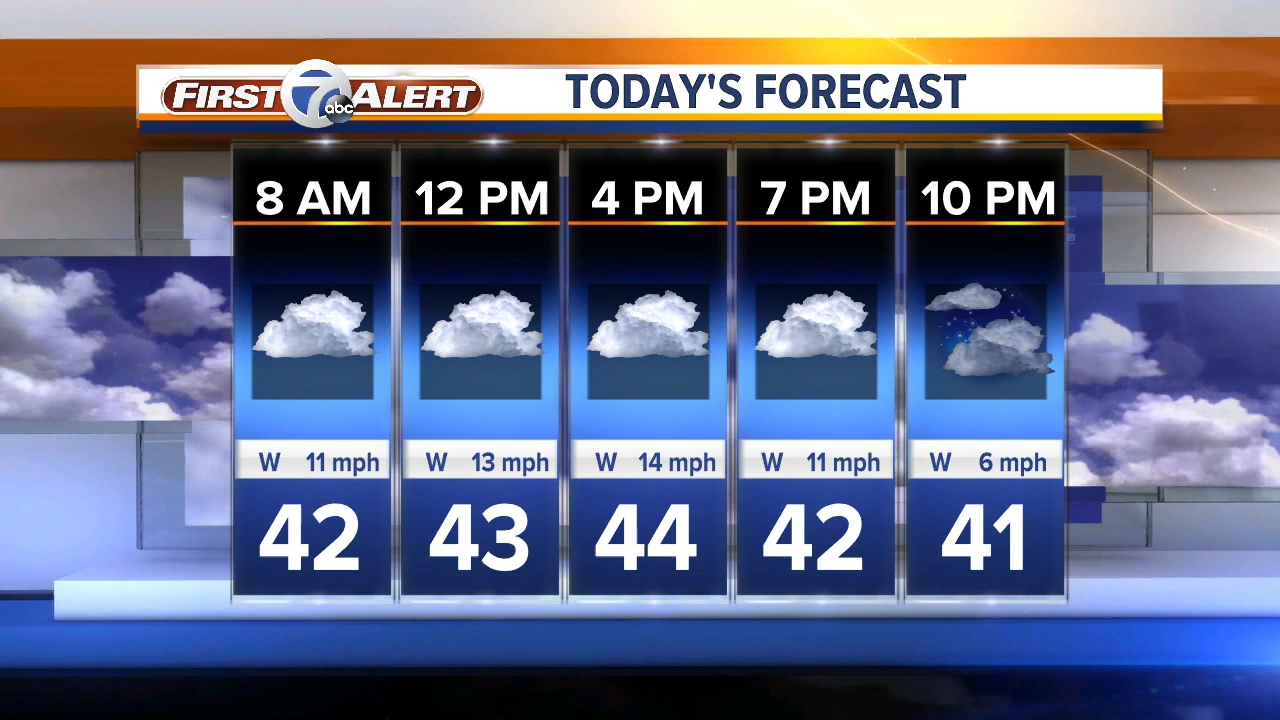 FIRST 7 abc ALERT
TODAY'S FORECAST
8 AM 12 PM 4 PM 7 PM 10 PM
W 11 mph W 13 mph W 14 mph W 11 mph W 6 mph
42 43 44 42 41